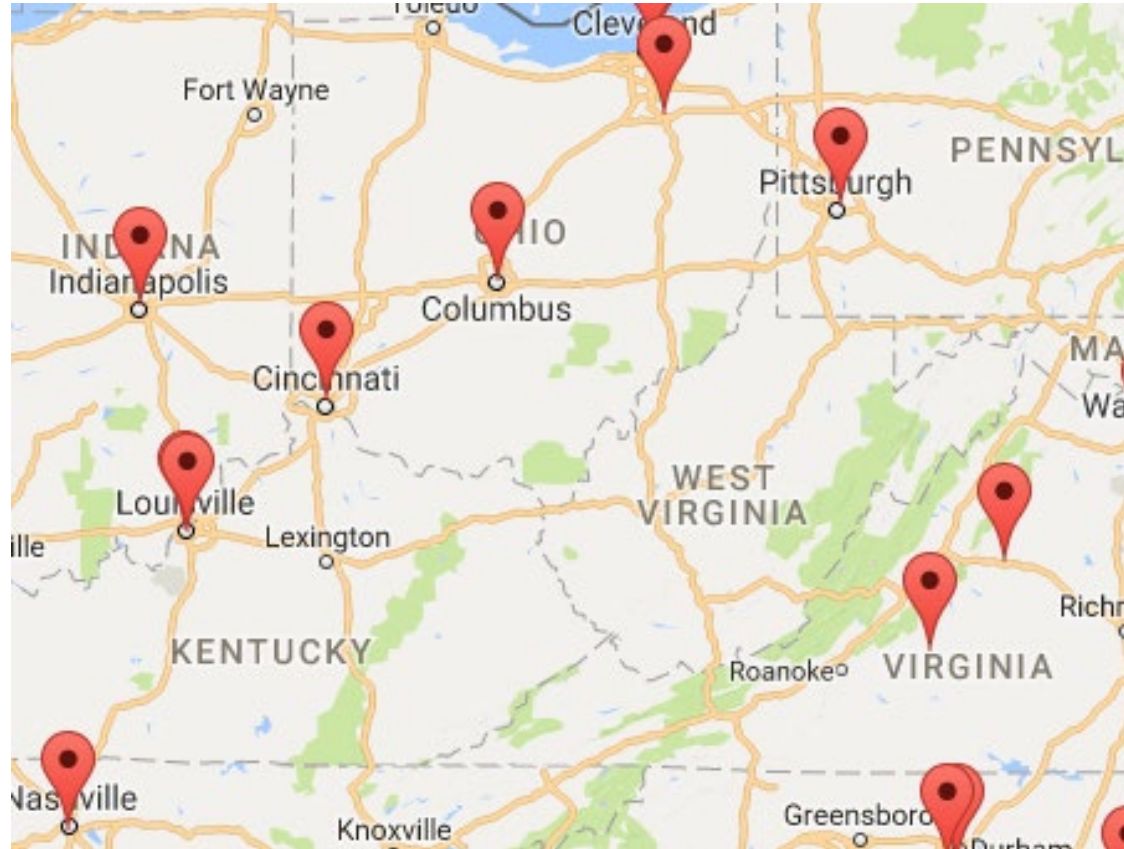 Toledo
Cleveland
Fort Wayne
PENNSYL
Pittsburgh
INDIANA
OHIO
Indianapolis
Columbus
MA
Cincinnati
Wa
WEST
VIRGINIA
Louisville
ille
Lexington
Richr
KENTUCKY
Roanoke
VIRGINIA
Nashville
Greensboro
Knoxville
Durham